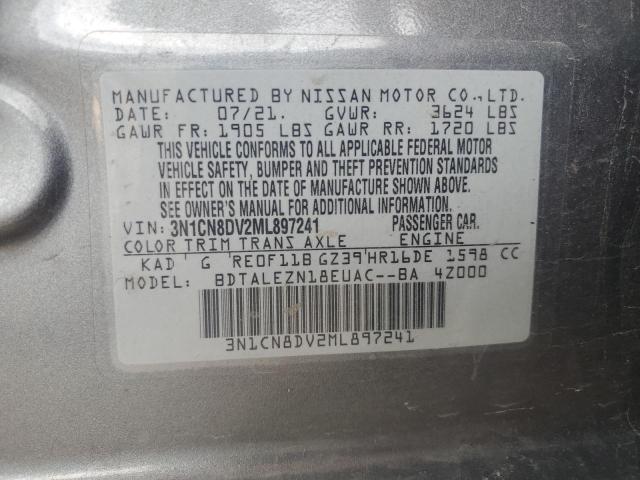 MANUFACTURED BY NISSAN MOTOR CO.,LTD.
DATE: 07/21. GVWR: 3624 LBS
GAWR FR: 1905 LBS GAWR RR: 1720 LBS
THIS VEHICLE CONFORMS TO ALL APPLICABLE FEDERAL MOTOR
VEHICLE SAFETY, BUMPER AND THEFT PREVENTION STANDARDS
IN EFFECT ON THE DATE OF MANUFACTURE SHOWN ABOVE.
SEE OWNER'S MANUAL FOR ADDITIONAL INFORMATION.
VIN: 3N1CN8DV2ML897241 PASSENGER CAR.
COLOR TRIM TRANS AXLE ENGINE
KAD G RE0F11B GZ39 HR16DE 1598 CC
MODEL: BDTALEZN18EUAC--BA 4Z000
3N1CN8DV2ML897241